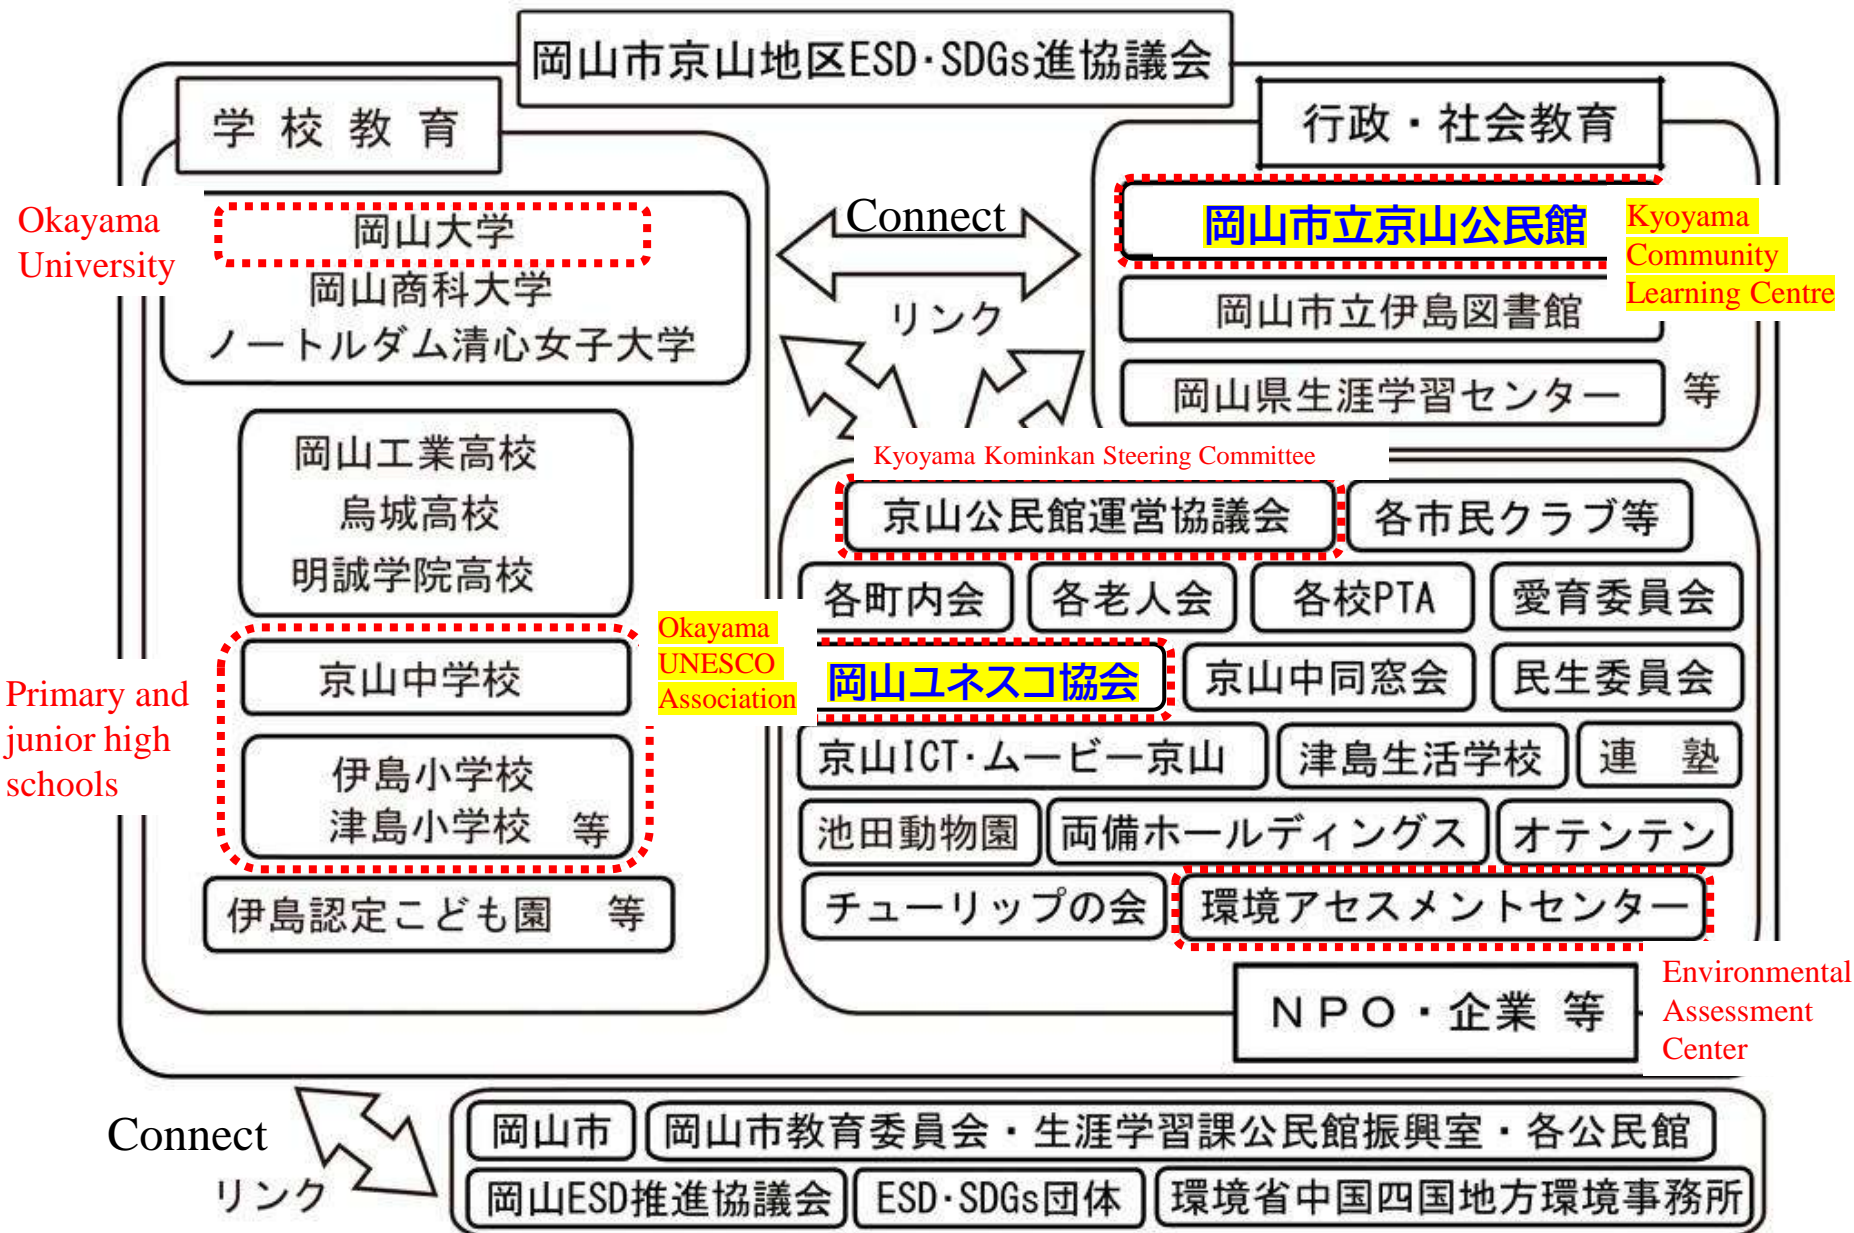 岡山市京山地区ESD･SDGs進協議会
学校教育
行政・社会教育
Okayama
University
岡山大学
岡山商科大学
ノートルダム清心女子大学
Connect
リンク
岡山市立京山公民館
Kyoyama
Community
Learning Centre
岡山市立伊島図書館
岡山県生涯学習センター 等
岡山工業高校
烏城高校
明誠学院高校
Kyoyama Kominkan Steering Committee
京山公民館運営協議会
各市民クラブ等
各町内会
各老人会
各校PTA
愛育委員会
Primary and
junior high
schools
京山中学校
伊島小学校
津島小学校 等
伊島認定こども園 等
Okayama
UNESCO
Association
岡山ユネスコ協会
京山中同窓会
民生委員会
京山ICT･ムービー京山
津島生活学校
連 塾
池田動物園
両備ホールディングス
オテンテン
チューリップの会
環境アセスメントセンター
Environmental
Assessment
Center
NPO・企業 等
Connect
リンク
岡山市
岡山市教育委員会・生涯学習課公民館振興室・各公民館
岡山ESD推進協議会
ESD･SDGs団体
環境省中国四国地方環境事務所